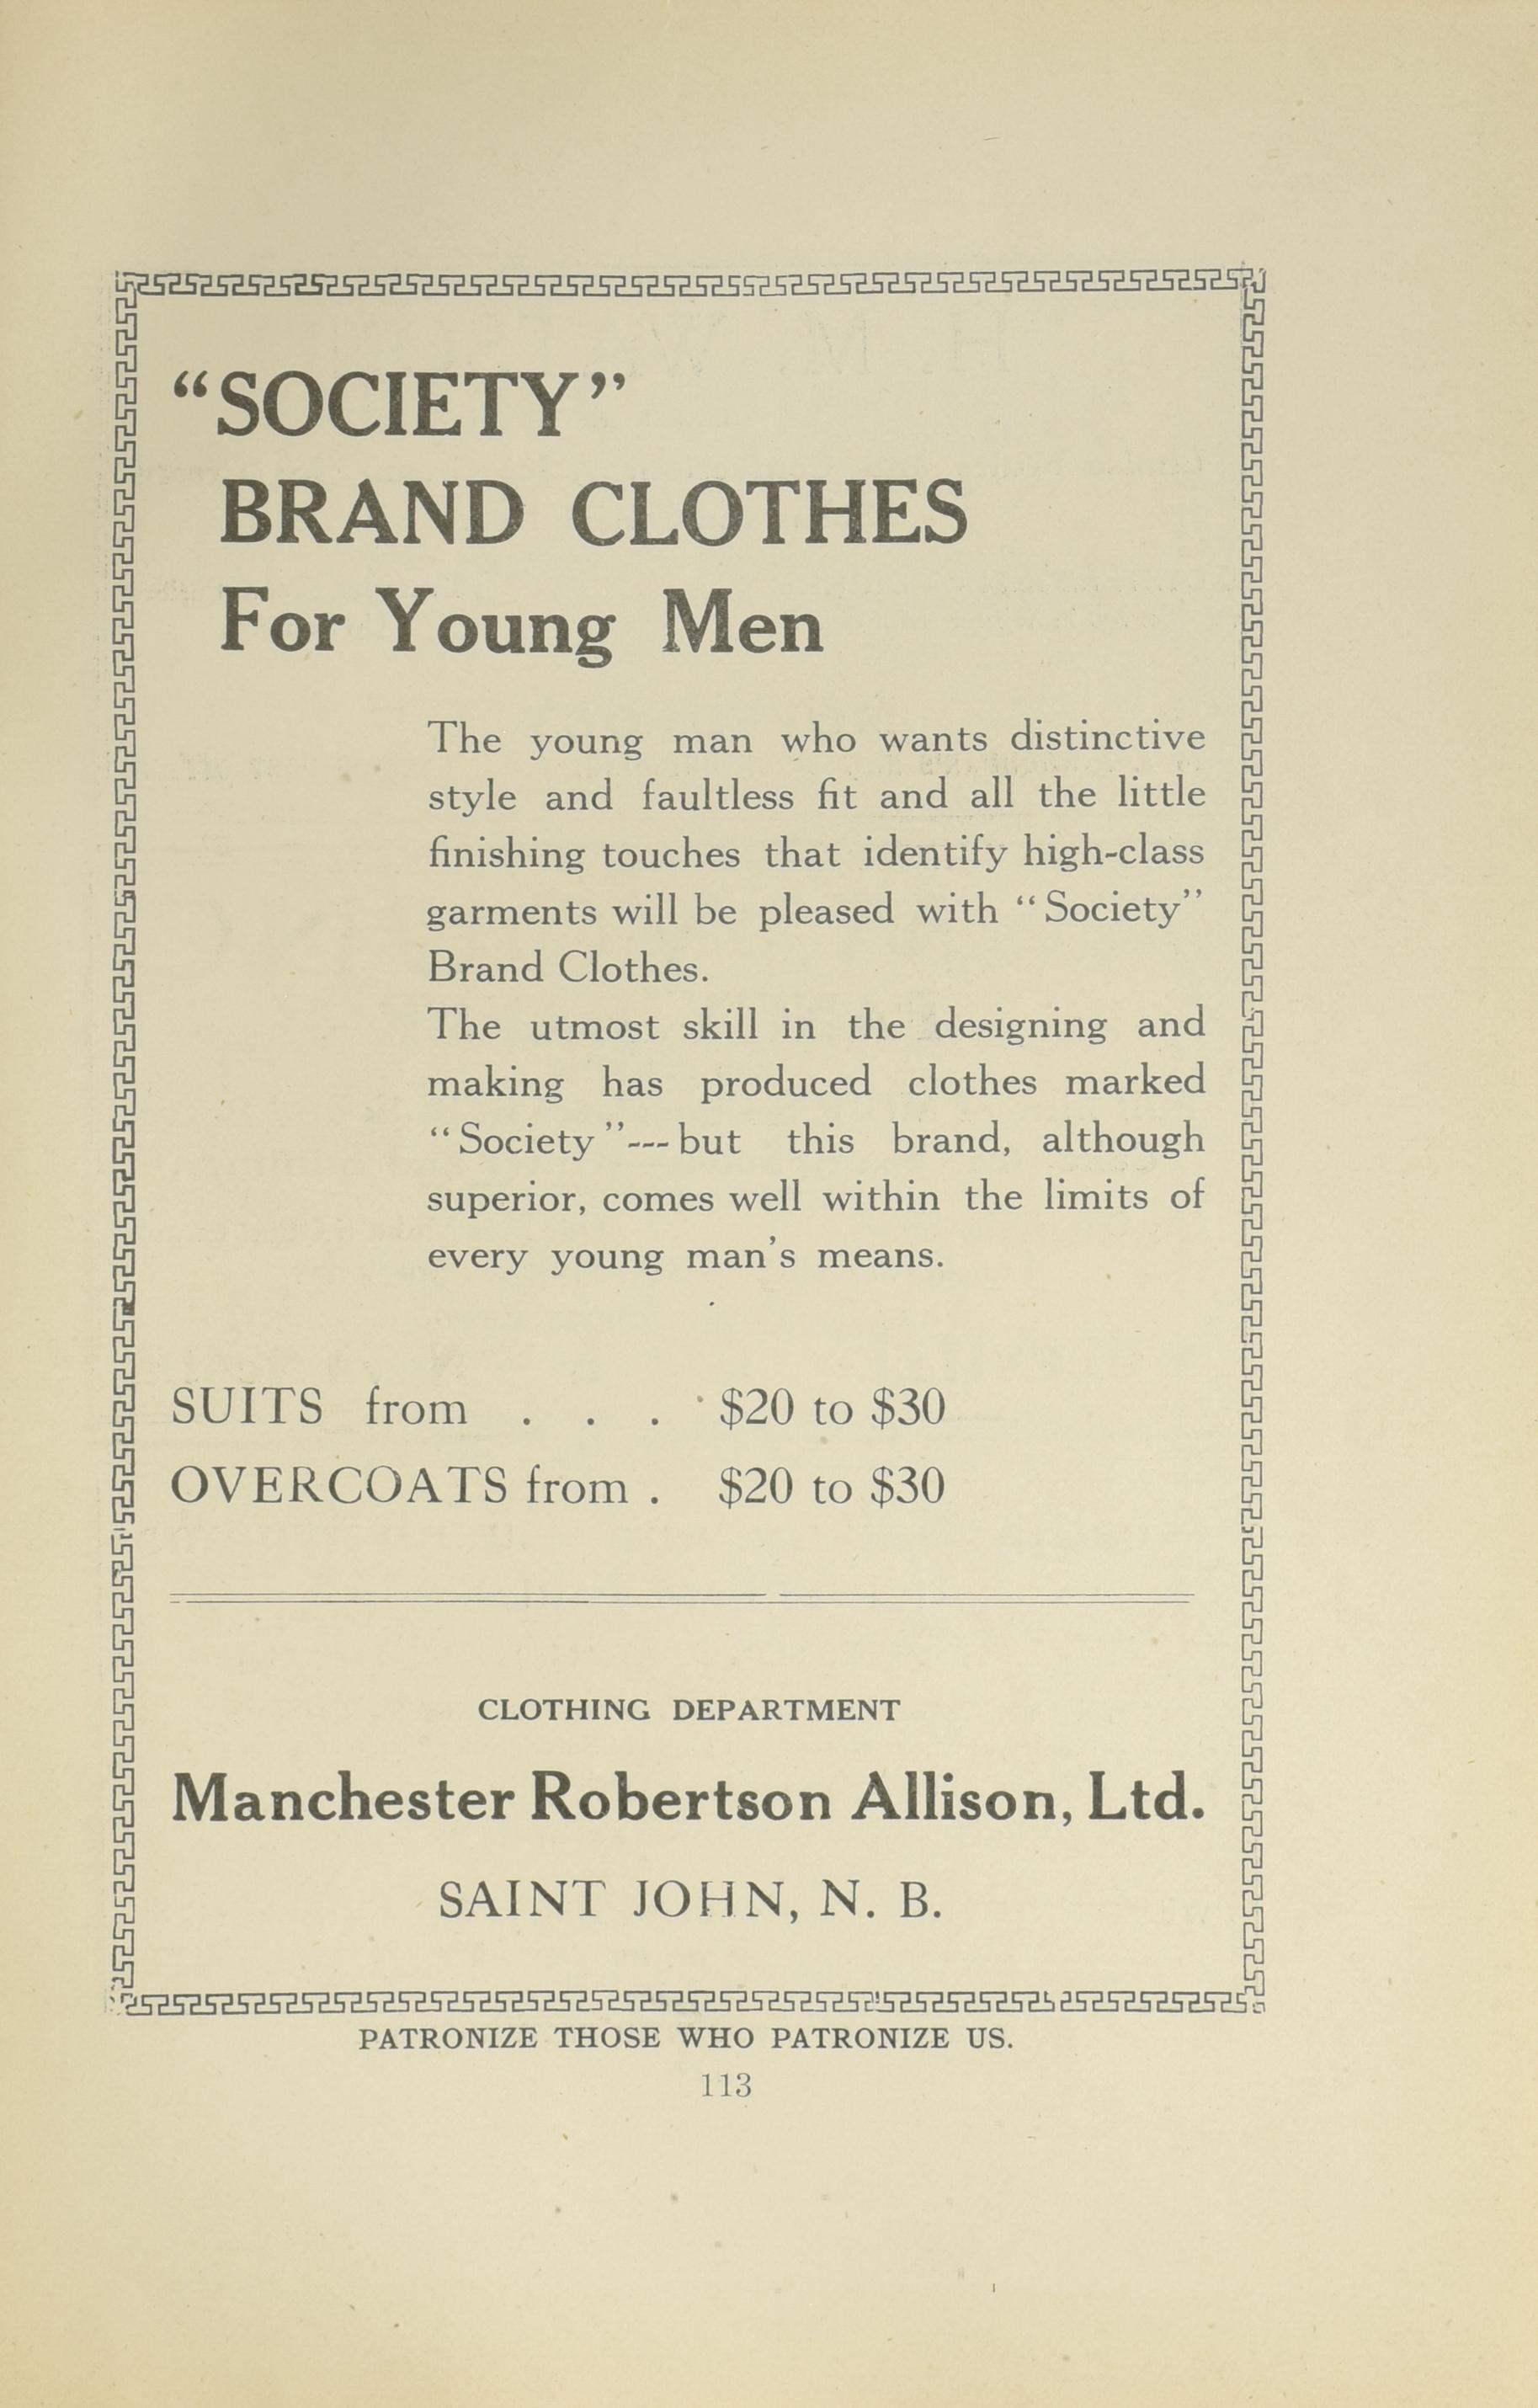 “SOCIETY”
BRAND CLOTHES
For Young Men
The young man who wants distinctive
style and faultless fit and all the little
finishing touches that identify high-class
garments will be pleased with “Society”
Brand Clothes.
The utmost skill in the designing and
making has produced clothes marked
“Society”---but this brand, although
superior, comes well within the limits of
every young man’s means.
SUITS from . . . $20 to $30
OVERCOATS from . $20 to $30
CLOTHING DEPARTMENT
Manchester Robertson Allison, Ltd.
SAINT JOHN, N. B.
PATRONIZE THOSE WHO PATRONIZE US.
113